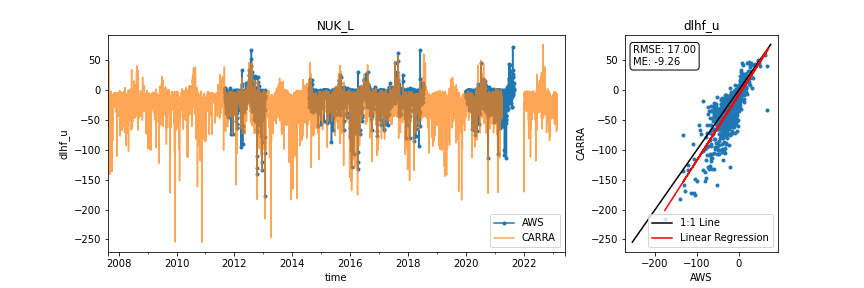 NUK_L
dlhf_u
50
0
−50
−100
−150
−200
−250
2008
2010
2012
2014
2016
2018
2020
2022
time
AWS
CARRA
dlhf_u
CARRA
50
0
−50
−100
−150
−200
−250
RMSE: 17.00
ME: -9.26
1:1 Line
Linear Regression
−200
−100
0
AWS